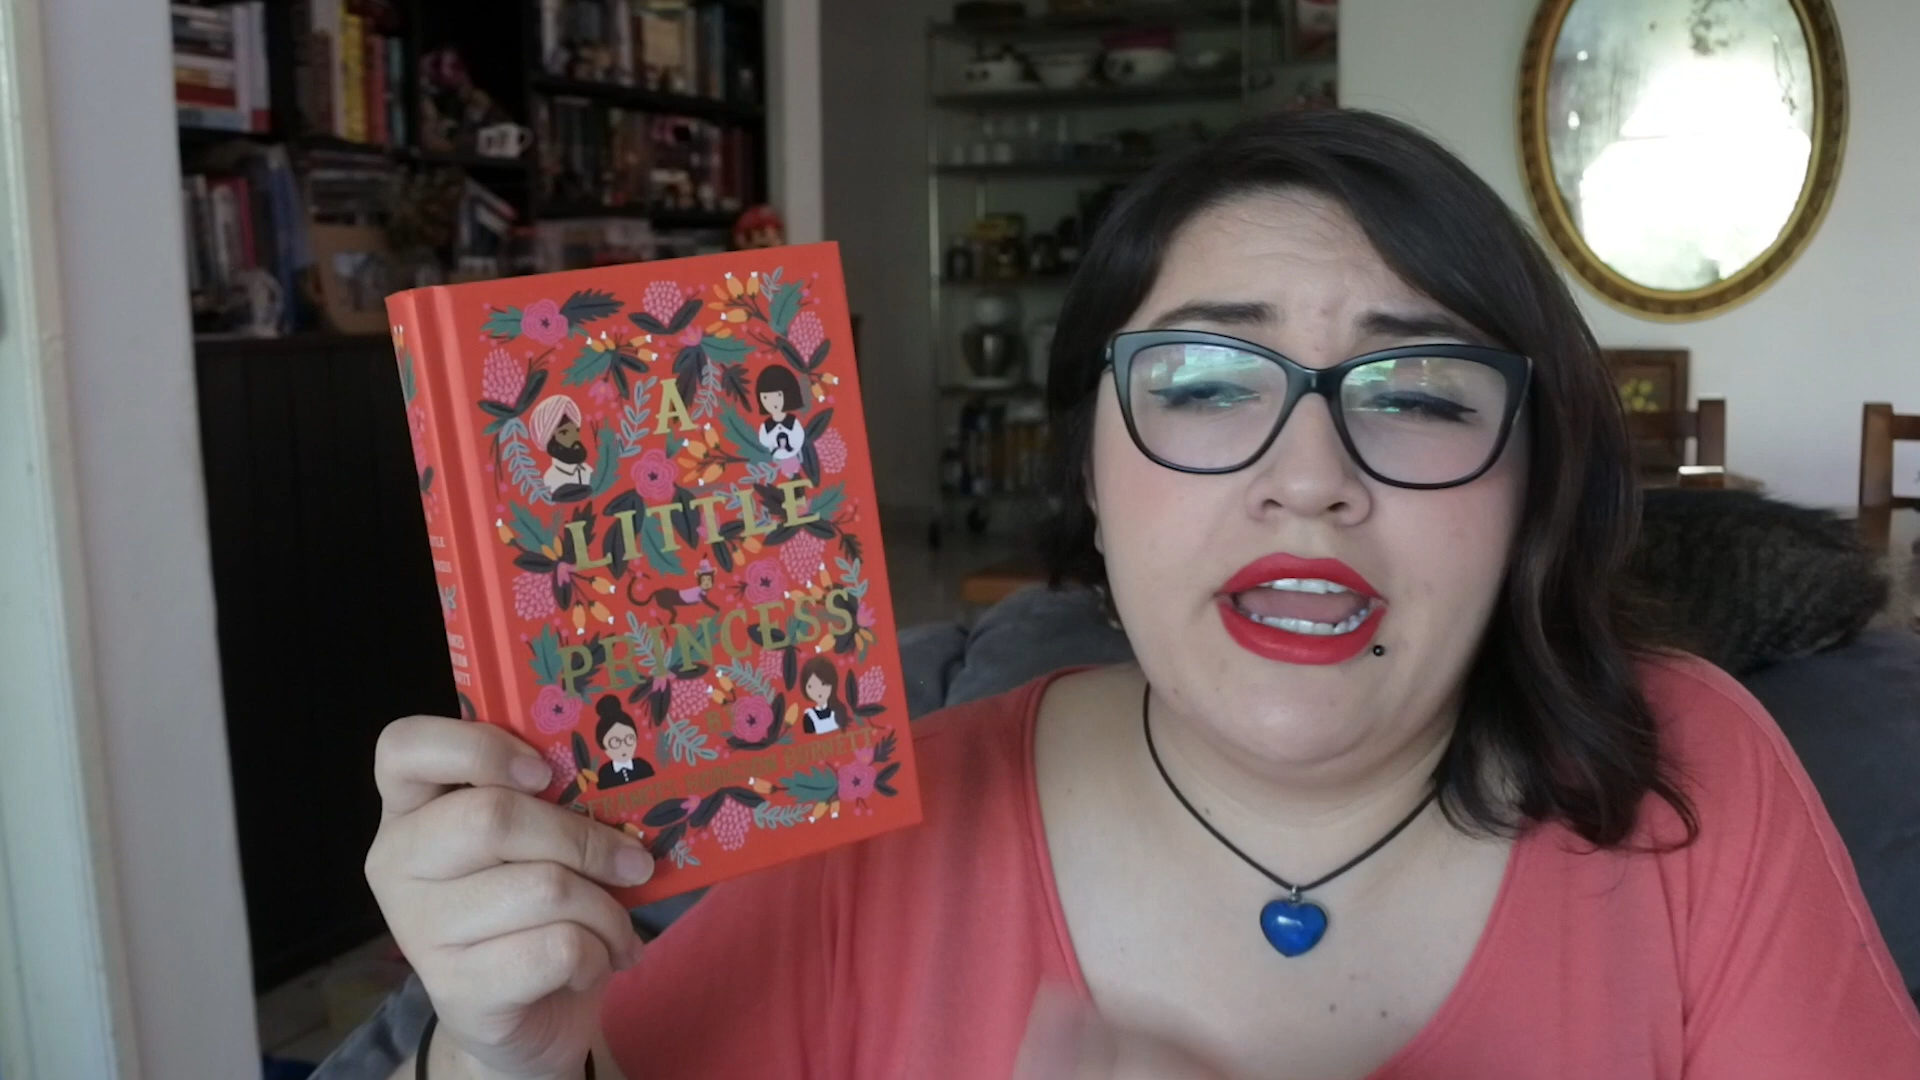 A
LITTLE
PRINCESS
BY
FRANCES HODGSON BURNETT